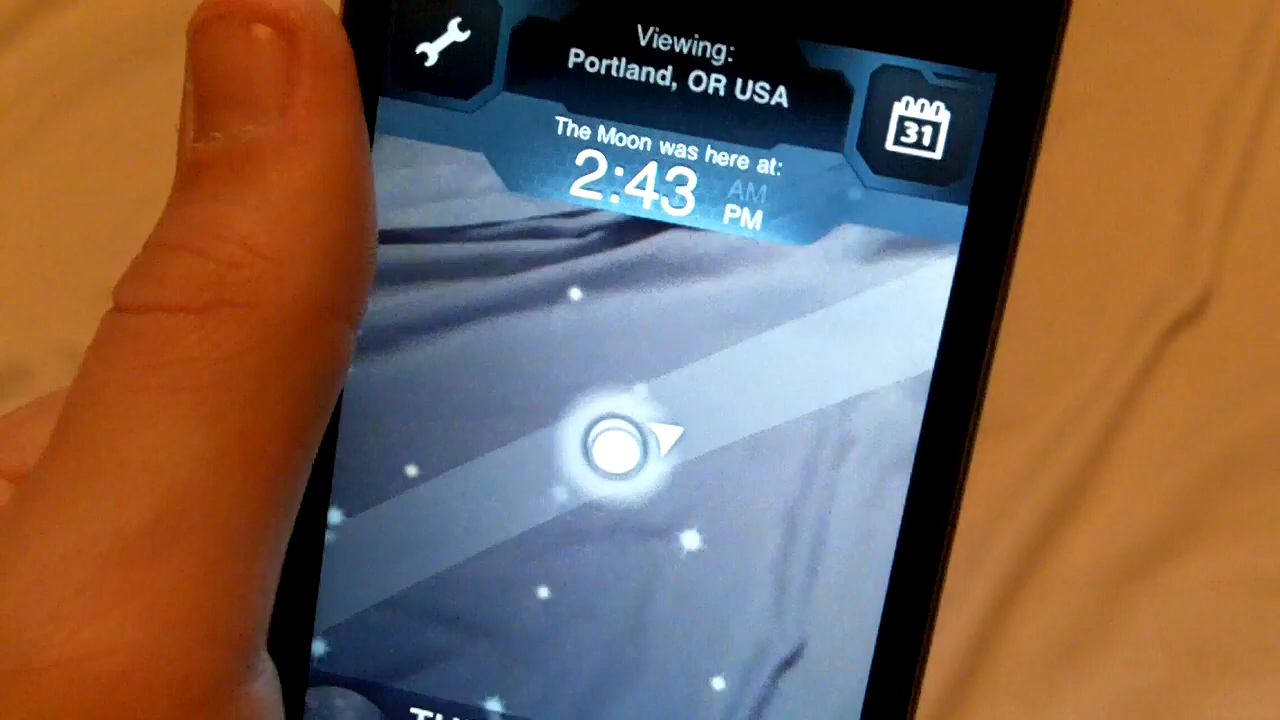 Viewing:
Portland, OR USA
31
The Moon was here at:
2:43
AM
PM